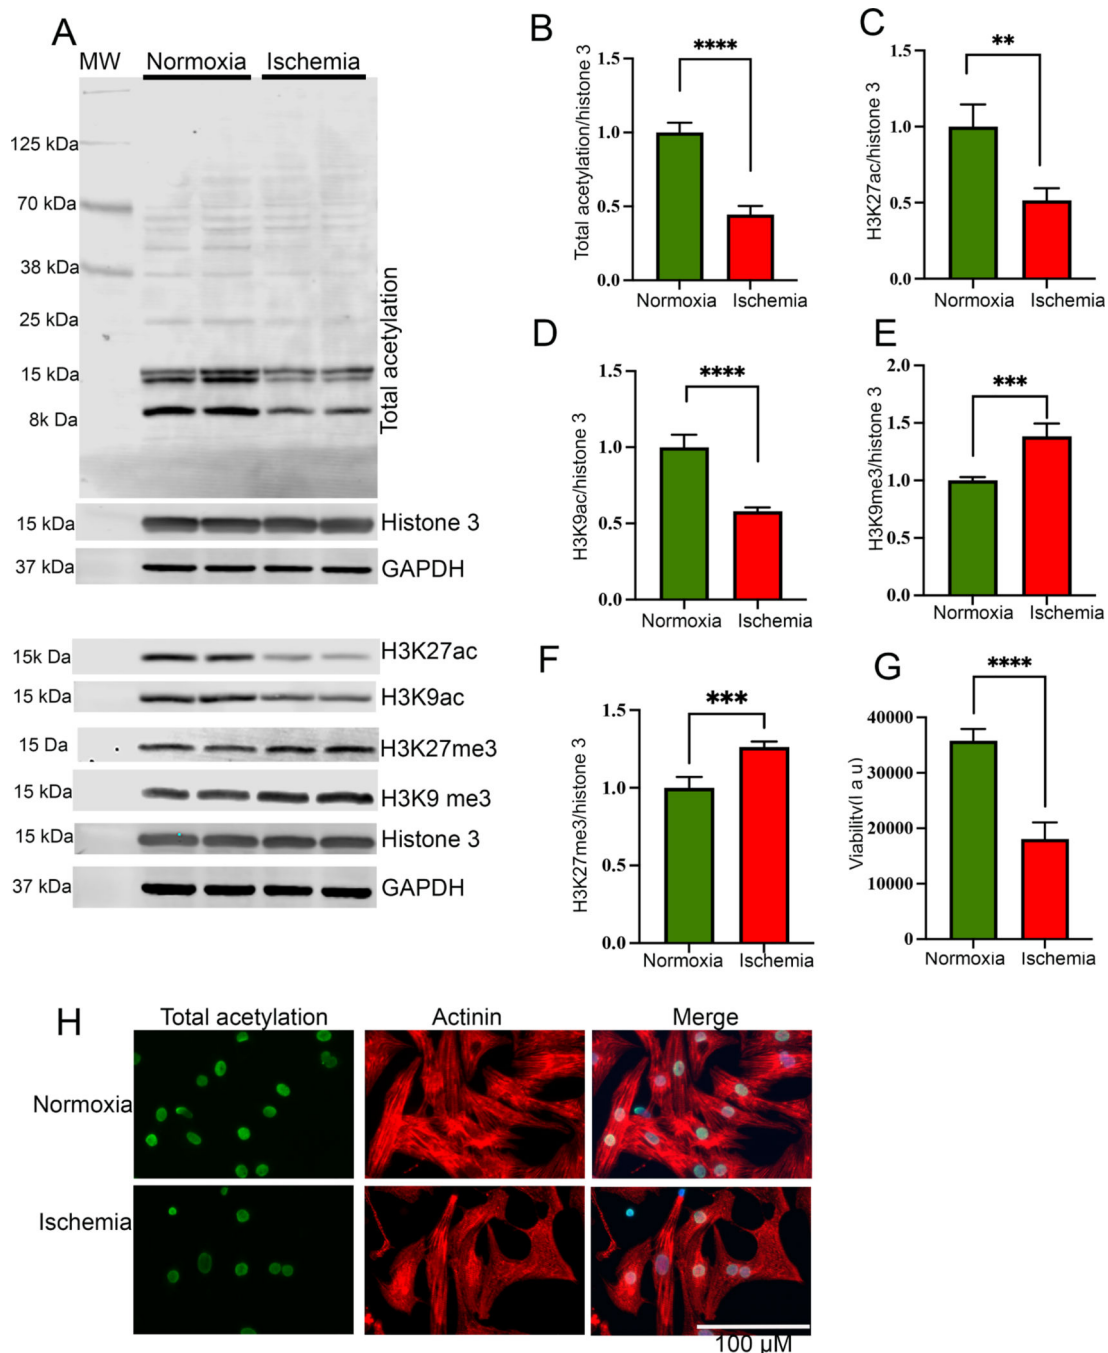 A
MW Normoxia Ischemia
125 kDa
70 kDa
38 kDa
25 kDa
15 kDa
8k Da
Total acetylation
15 kDa Histone 3
37 kDa GAPDH
15k Da H3K27ac
15 kDa H3K9ac
15 Da H3K27me3
15 kDa H3K9 me3
15 kDa Histone 3
37 kDa GAPDH
B
Total acetylation/histone 3
1.5
1.0
0.5
0.0
****
Normoxia Ischemia
C
H3K27ac/histone 3
1.5
1.0
0.5
0.0
**
Normoxia Ischemia
D
H3K9ac/histone 3
1.5
1.0
0.5
0.0
****
Normoxia Ischemia
E
H3K9me3/histone 3
2.0
1.5
1.0
0.5
0.0
***
Normoxia Ischemia
F
H3K27me3/histone 3
1.5
1.0
0.5
0.0
***
Normoxia Ischemia
G
Viability(l a u)
40000
30000
20000
10000
0
****
Normoxia Ischemia
H
Total acetylation Actinin Merge
Normoxia
Ischemia
100 µM